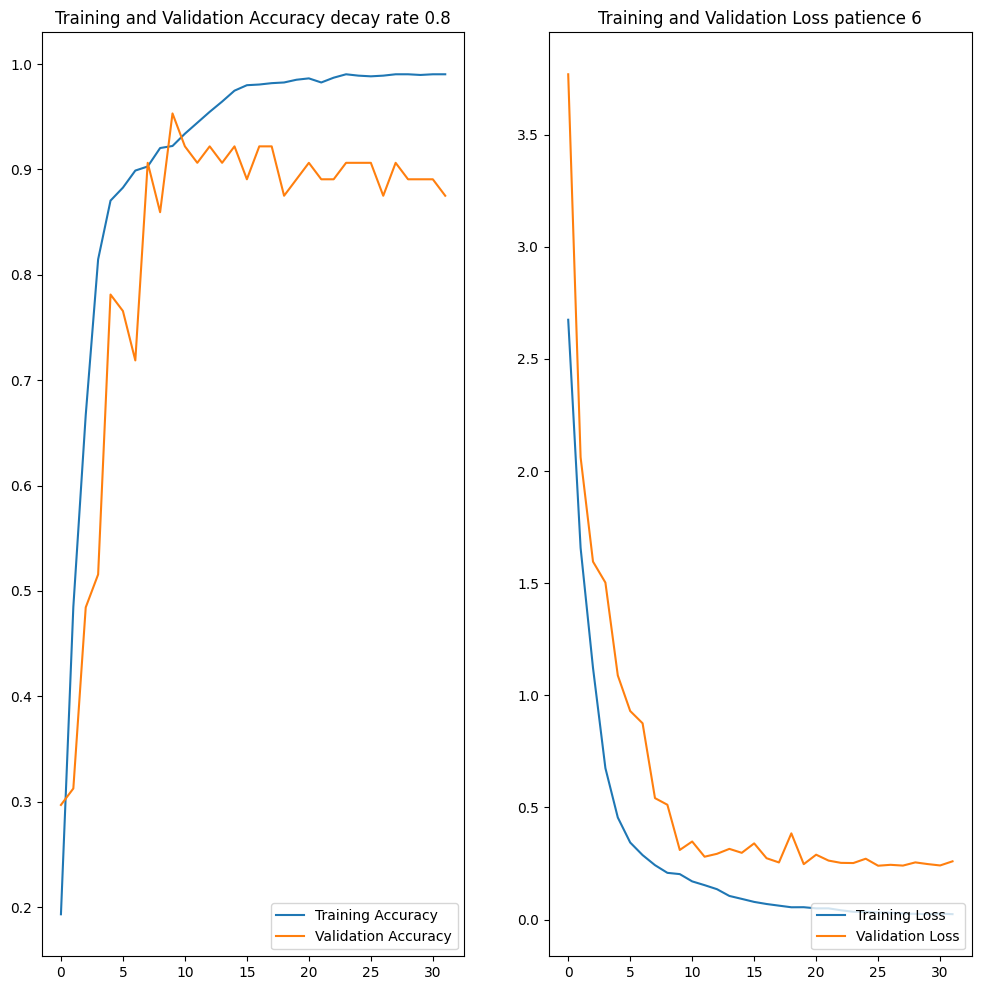 Training and Validation Accuracy decay rate 0.8
1.0
0.9
0.8
0.7
0.6
0.5
0.4
0.3
0.2
0 5 10 15 20 25 30
Training Accuracy
Validation Accuracy
Training and Validation Loss patience 6
3.5
3.0
2.5
2.0
1.5
1.0
0.5
0.0
0 5 10 15 20 25 30
Training Loss
Validation Loss